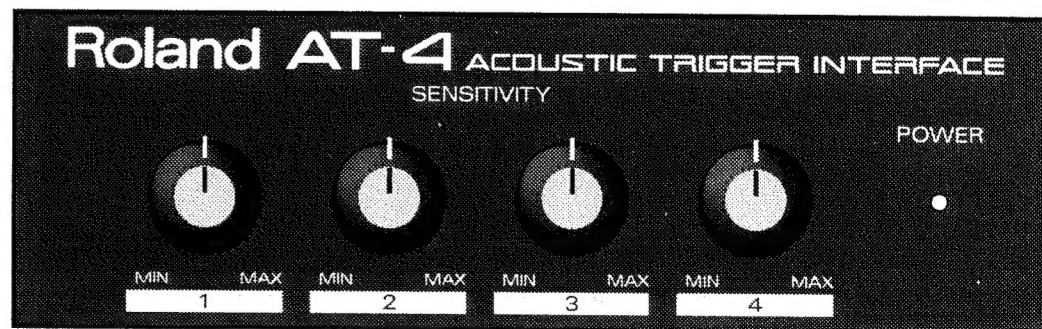 Roland AT-4 ACOUSTIC TRIGGER INTERFACE
SENSITIVITY
POWER
MIN MAX MIN MAX MIN MAX MIN MAX
1 2 3 4